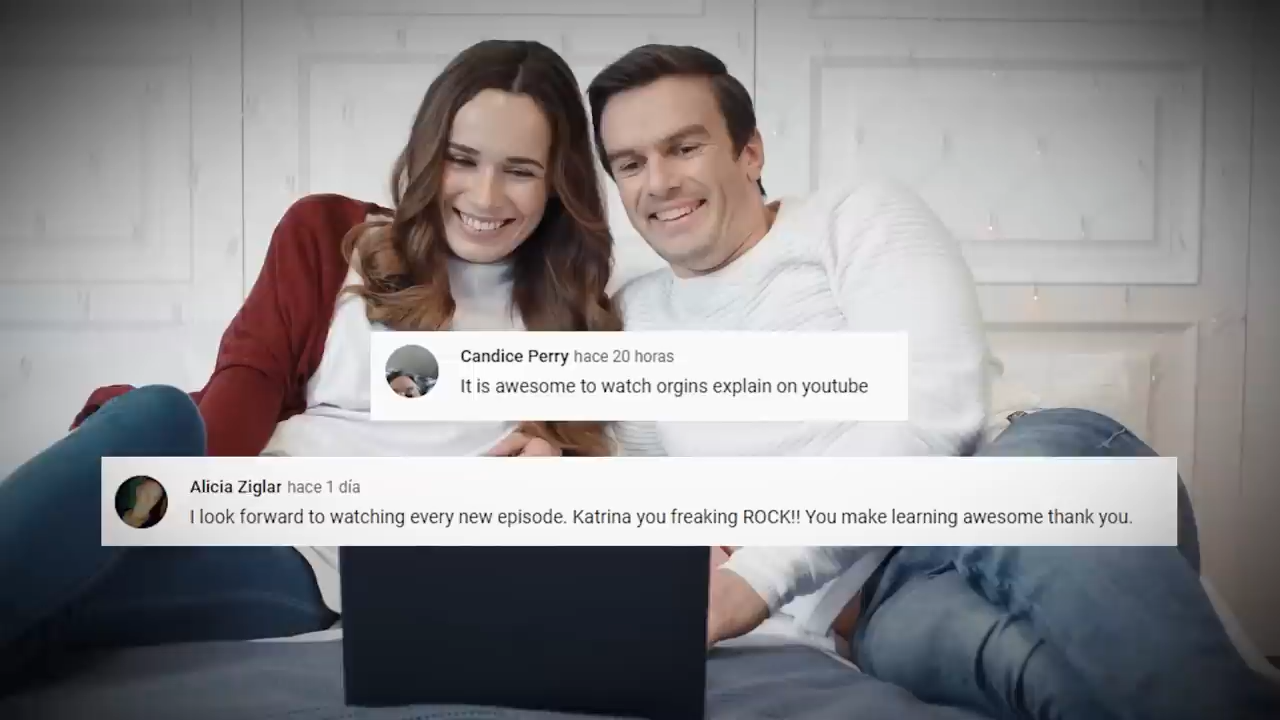 Candice Perry hace 20 horas
It is awesome to watch orgins explain on youtube
Alicia Ziglar hace 1 día
I look forward to watching every new episode. Katrina you freaking ROCK!! You make learning awesome thank you.